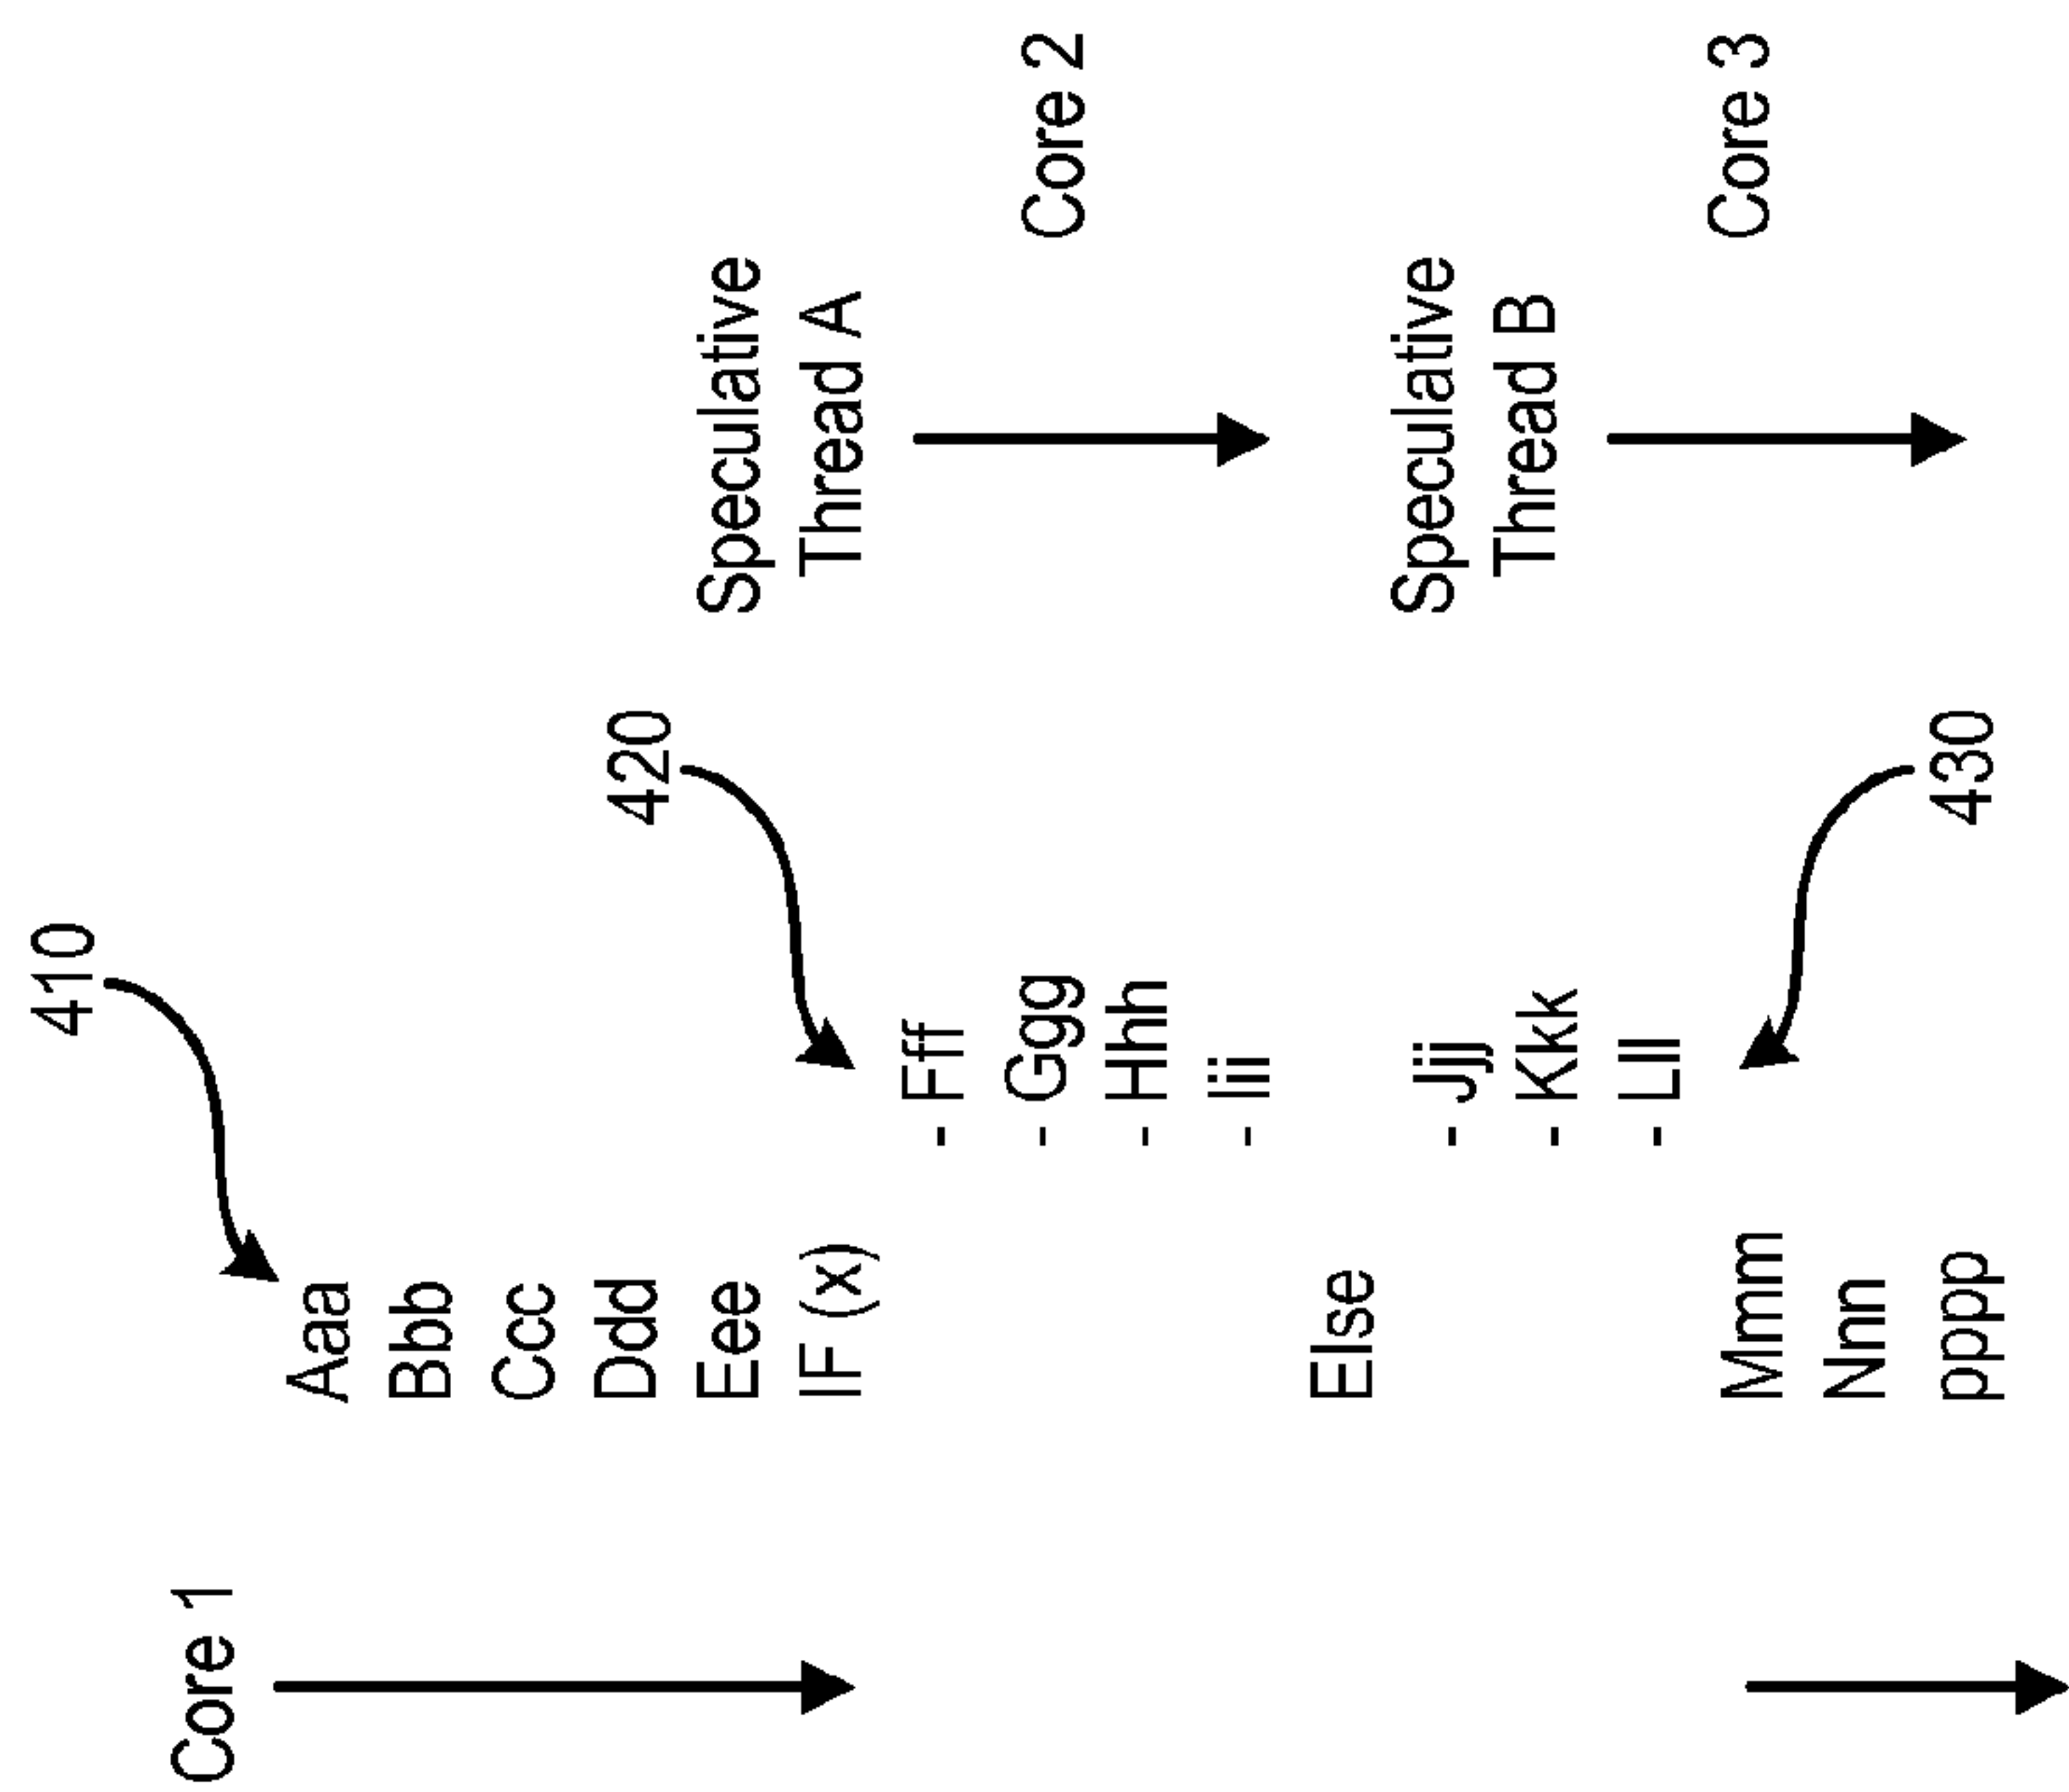 410
Core 1
Aaa
Bbb
Ccc
Ddd
Eee
IF (x)
- Fff
- Ggg
- Hhh
- Iii
Else
- Jjj
- Kkk
- Lll
Mmm
Nnn
pppp
420
430
Speculative
Thread A
Core 2
Speculative
Thread B
Core 3